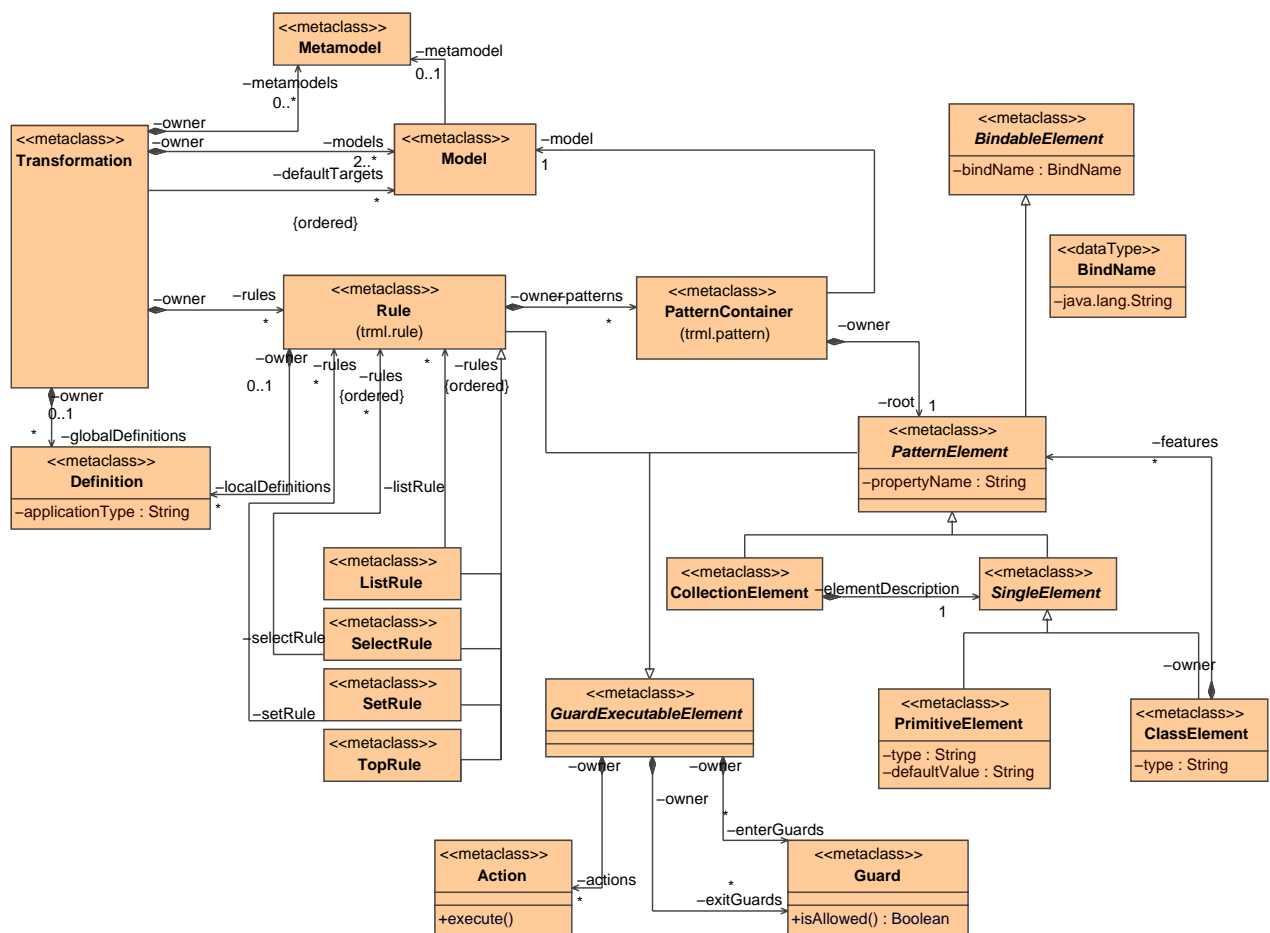 <<metaclass>>
Metamodel
–metamodel
0..1
–metamodels
0..*
–owner
<<metaclass>>
Transformation
–owner
–models
2..*
<<metaclass>>
Model
–model
1
–defaultTargets
*
{ordered}
<<metaclass>>
BindableElement
–bindName : BindName
<<dataType>>
BindName
–java.lang.String
–owner
–rules
*
<<metaclass>>
Rule
(trml.rule)
–owner
–patterns
*
<<metaclass>>
PatternContainer
(trml.pattern)
–owner
–root
1
–owner
0..1
–rules
*
–rules
{ordered}
*
*
–rules
{ordered}
–owner
0..1
*
–globalDefinitions
<<metaclass>>
Definition
–applicationType : String
–localDefinitions
*
–listRule
<<metaclass>>
PatternElement
–propertyName : String
–features
*
<<metaclass>>
ListRule
–selectRule
<<metaclass>>
SelectRule
–setRule
<<metaclass>>
SetRule
<<metaclass>>
TopRule
<<metaclass>>
CollectionElement
–elementDescription
1
<<metaclass>>
SingleElement
<<metaclass>>
GuardExecutableElement
<<metaclass>>
PrimitiveElement
–type : String
–defaultValue : String
–owner
<<metaclass>>
ClassElement
–type : String
–owner
–owner
–owner
*
–enterGuards
–actions
*
*
–exitGuards
<<metaclass>>
Action
+execute()
<<metaclass>>
Guard
+isAllowed() : Boolean